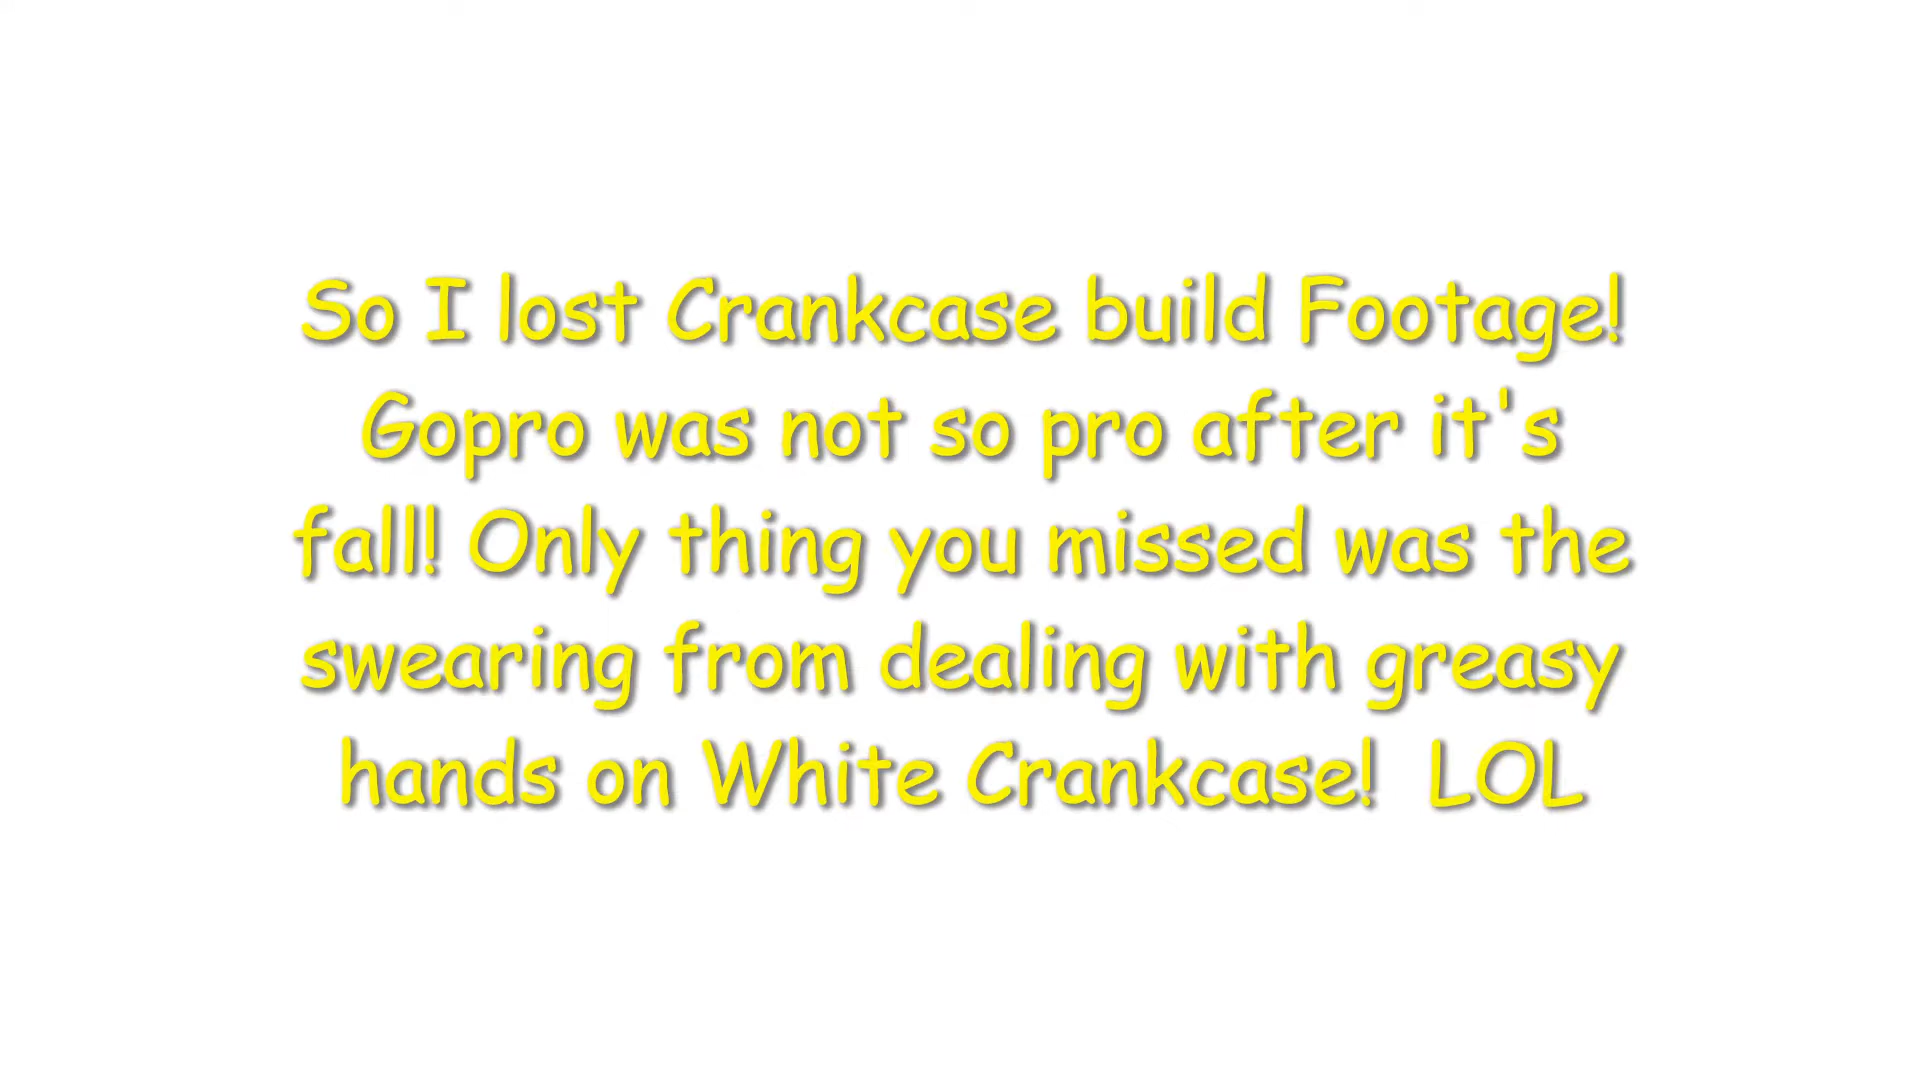 So I lost Crankcase build Footage!
Gopro was not so pro after it's
fall! Only thing you missed was the
swearing from dealing with greasy
hands on White Crankcase!  LOL